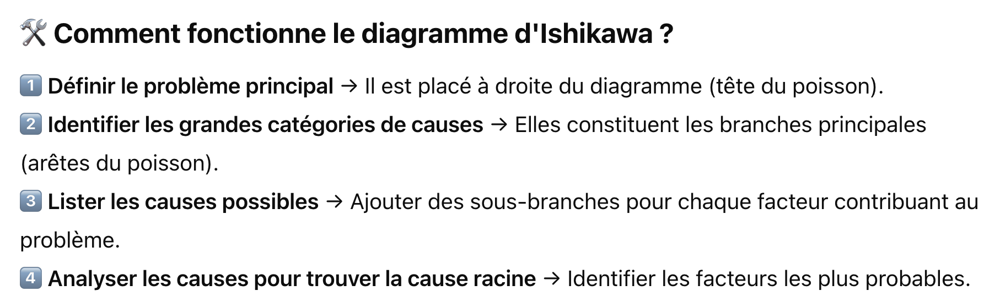 🛠️ Comment fonctionne le diagramme d'Ishikawa ?
1️⃣ Définir le problème principal → Il est placé à droite du diagramme (tête du poisson).
2️⃣ Identifier les grandes catégories de causes → Elles constituent les branches principales
(arêtes du poisson).
3️⃣ Lister les causes possibles → Ajouter des sous-branches pour chaque facteur contribuant au
problème.
4️⃣ Analyser les causes pour trouver la cause racine → Identifier les facteurs les plus probables.